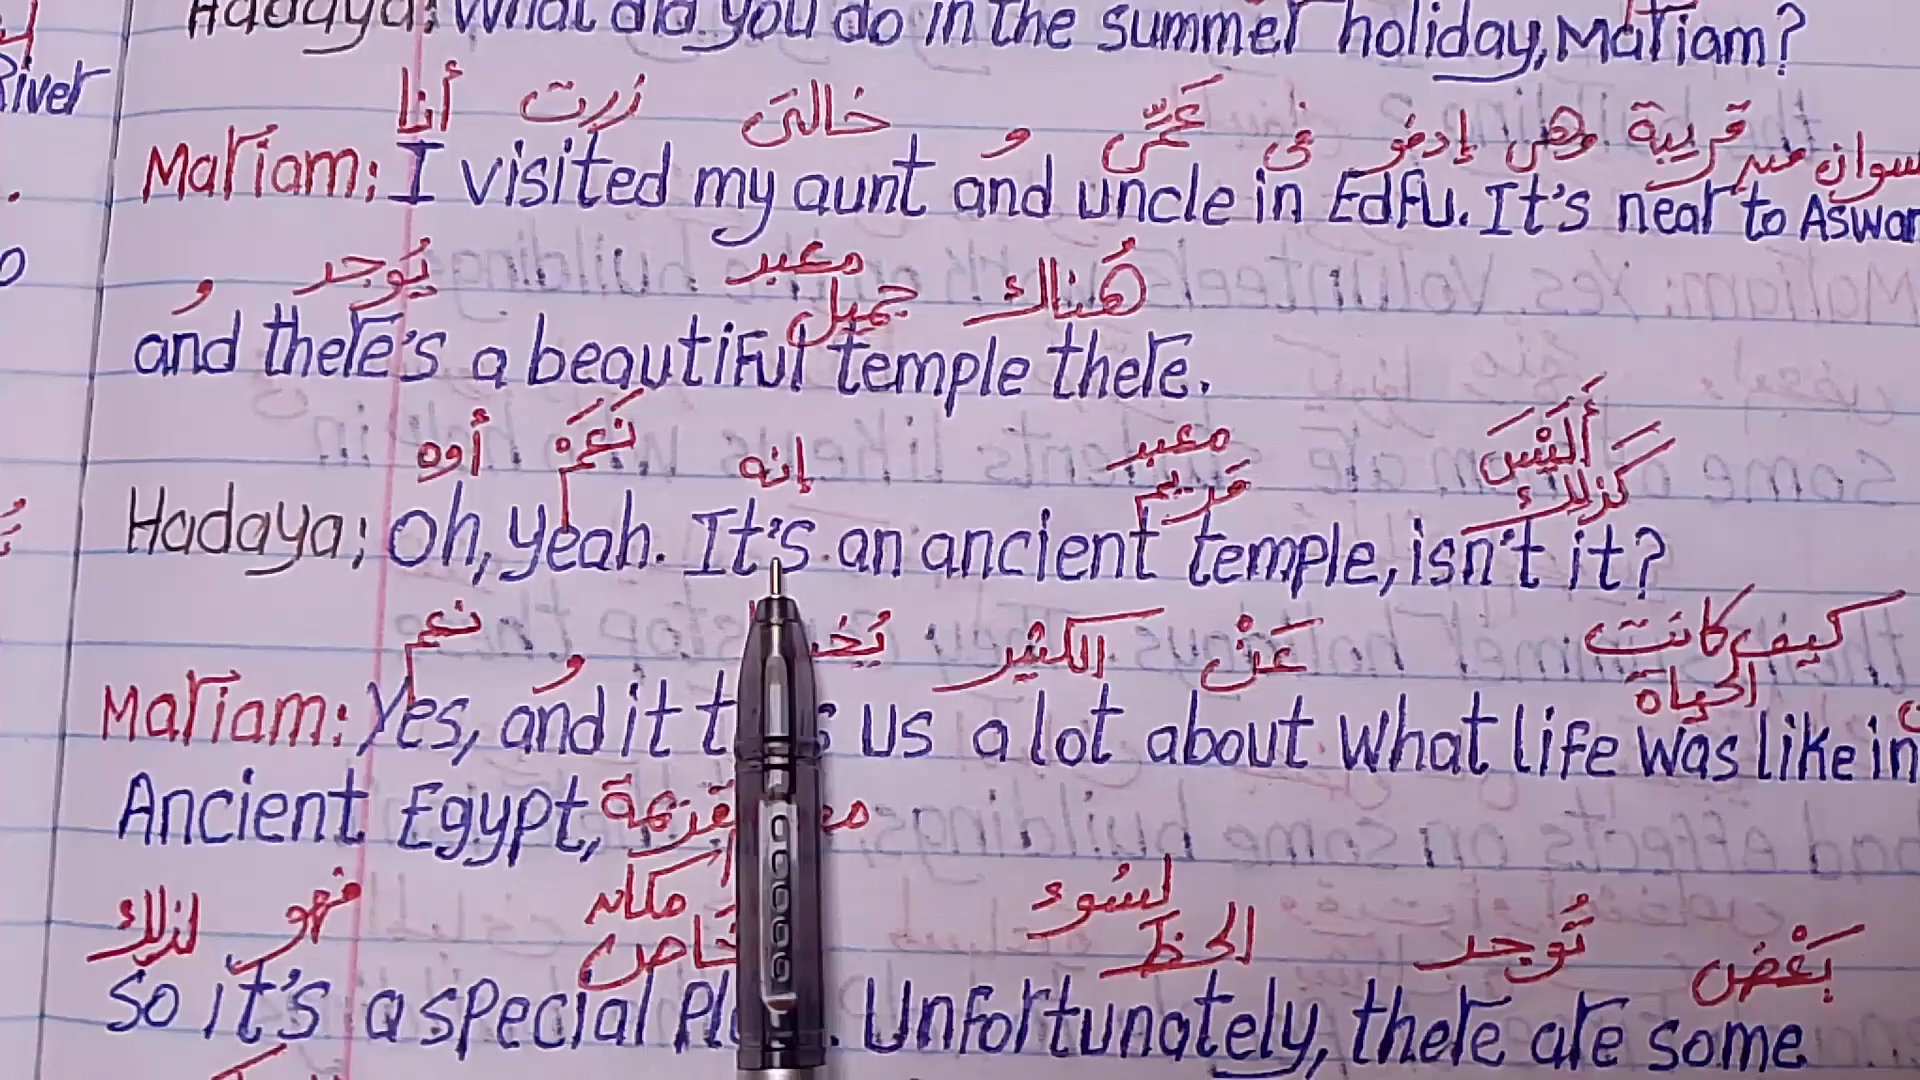 Hadaya: What did you do in the summer holiday, Mariam?
River
أنا زرت خالتى و عمى فى إدفو وهى قريبة من
Mariam: I visited my aunt and uncle in Edfu. It's near to Aswan
و يوجد معبد جميل هناك
and there's a beautiful temple there.
أوه نعم إنه معبد قديم أليس كذلك
Hadaya: Oh, yeah. It's an ancient temple, isn't it?
نعم و الكثير عن كيف كانت الحياة
Mariam: Yes, and it us a lot about what life was like in
Ancient Egypt,
لذلك فهو مكان خاص لسوء الحظ توجد بعض
So it's a special Unfortunately, there are some